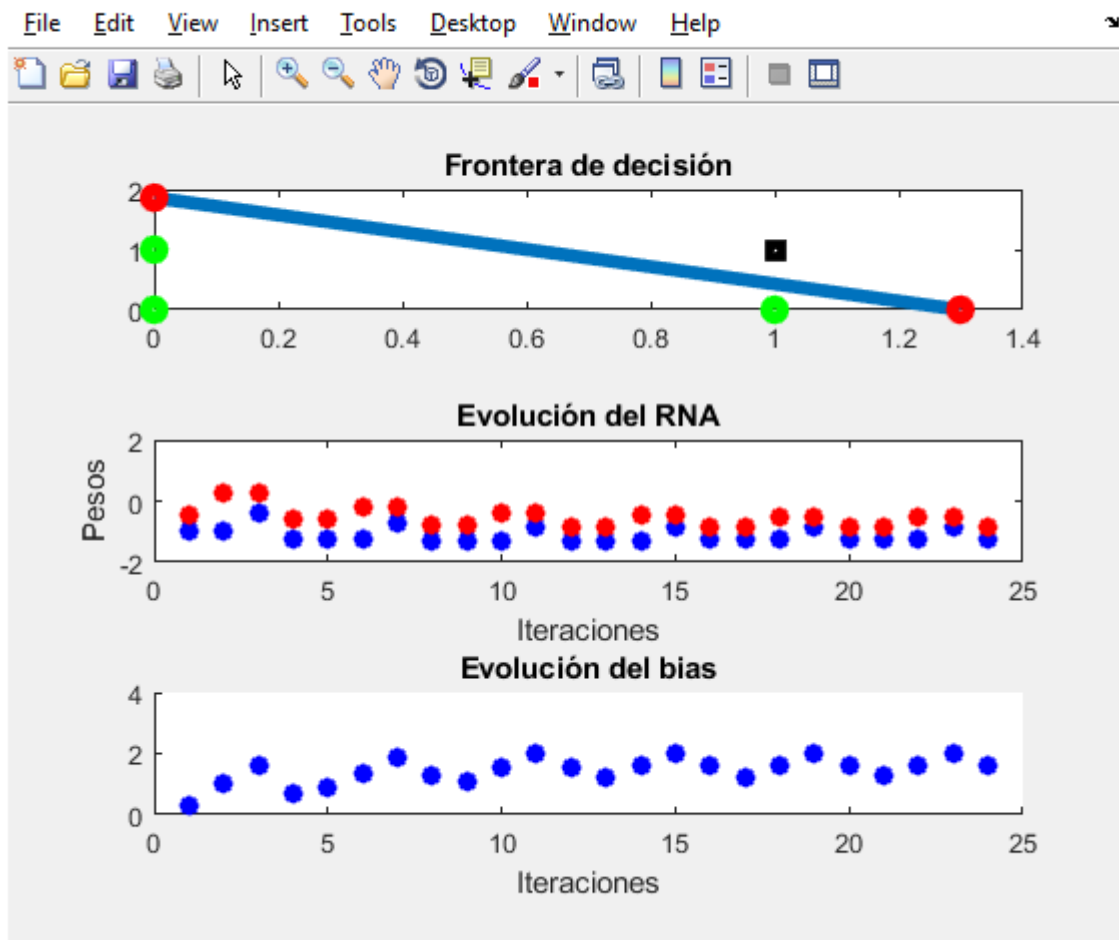 File Edit View Insert Tools Desktop Window Help
Frontera de decisión
2
1
0
0 0.2 0.4 0.6 0.8 1 1.2 1.4
Evolución del RNA
Pesos
2
0
-2
0 5 10 15 20 25
Iteraciones
Evolución del bias
4
2
0
0 5 10 15 20 25
Iteraciones